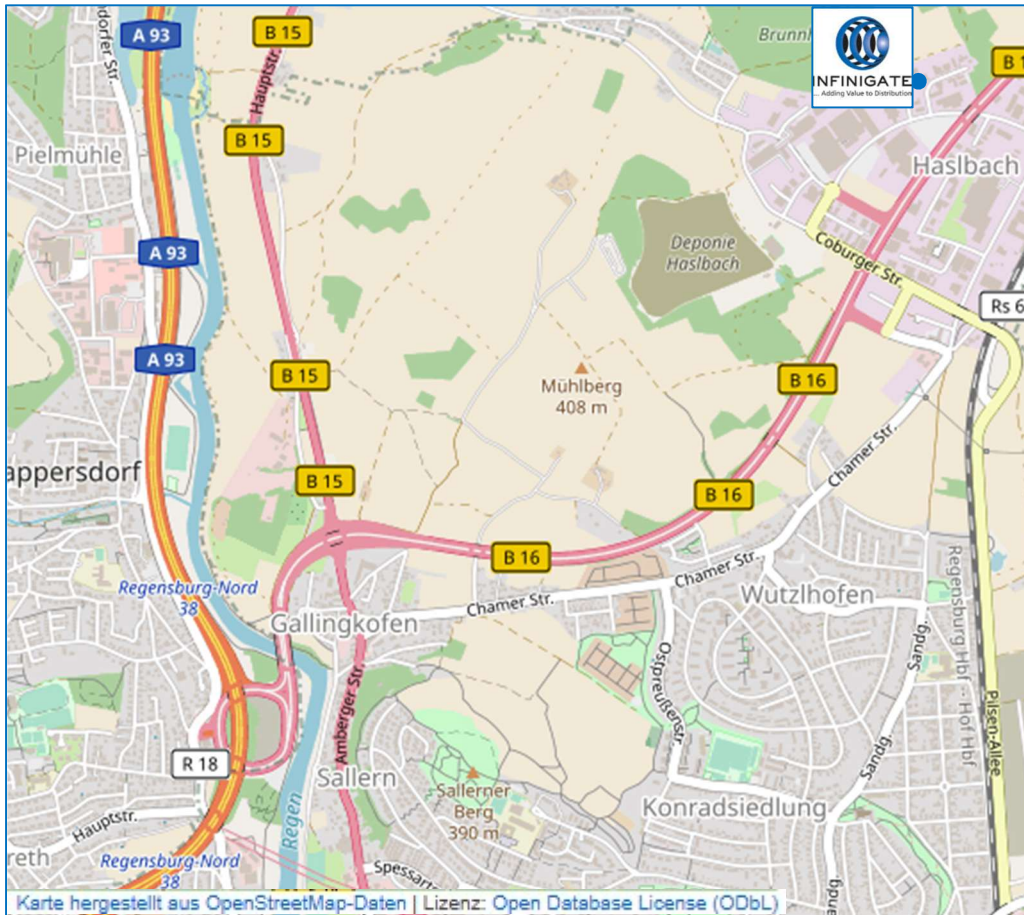 ndorfer Str.
A 93
B 15
Brunnh
INFINIGATE
... Adding Value to Distribution
B 1
Hauptstr.
B 15
Pielmühle
Haslbach
A 93
Deponie
Haslbach
Coburger Str.
Rs 6
A 93
B 15
Mühlberg
408 m
B 16
appersdorf
B 15
B 16
Chamer Str.
B 16
Regensburg-Nord
38
Chamer Str.
Chamer Str.
Wutzlhofen
Gallingkofen
Regensburg Hbf -- Hof Hbf
Ostpreußenstr.
Sandg.
Amberger Str.
R 18
Sallern
Sallerner
Berg
390 m
Sandg.
Pilsen-Allee
Konradsiedlung
Hauptstr.
Regen
reth
Regensburg-Nord
38
Spessart
Sandg
Karte hergestellt aus OpenStreetMap-Daten | Lizenz: Open Database License (ODbL)